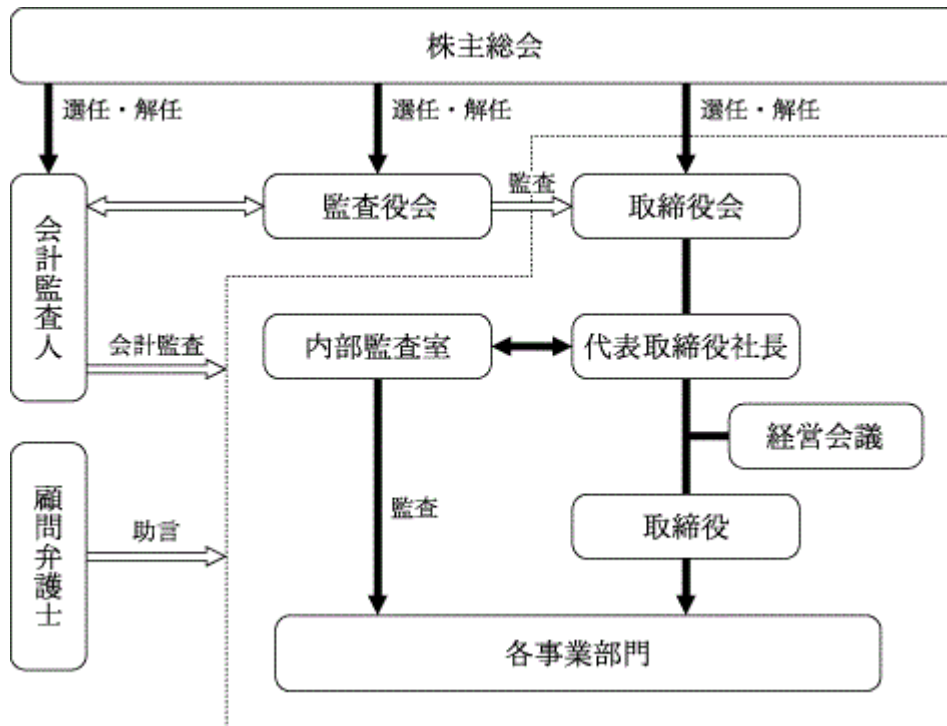 株主総会
選任・解任
選任・解任
選任・解任
会計監査人
監査役会
監査
取締役会
会計監査
内部監査室
代表取締役社長
経営会議
顧問弁護士
助言
監査
取締役
各事業部門